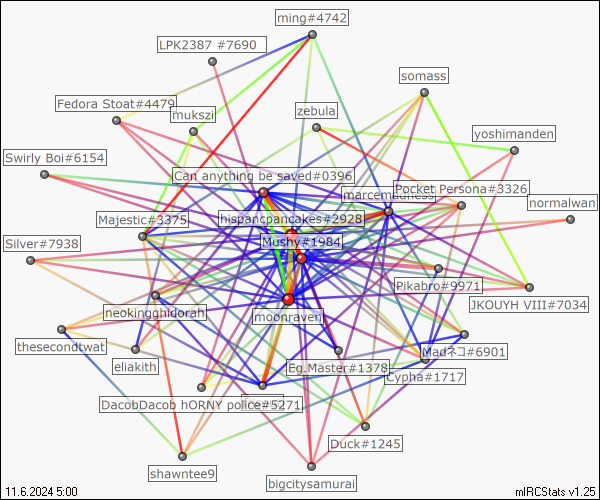 ming#4742
LPK2387 #7690
somass
Fedora Stoat#4479
mukszi
zebula
yoshimanden
Swirly Boi#6154
Can anything be saved#0396
marcemadness
Pocket Persona#3326
normalwan
Majestic#3375
hispancpancakes#2928
Mushy#1984
Silver#7938
Pikabro#9971
neokingghidorah
JKOUYH VIII#7034
moonraven
thesecondtwat
eliakith
Madネコ#6901
Eg.Master#1378
Cypha#1717
DacobDacob hORNY police#5271
Duck#1245
shawntee9
bigcitysamurai
11.6.2024 5:00
mIRCStats v1.25